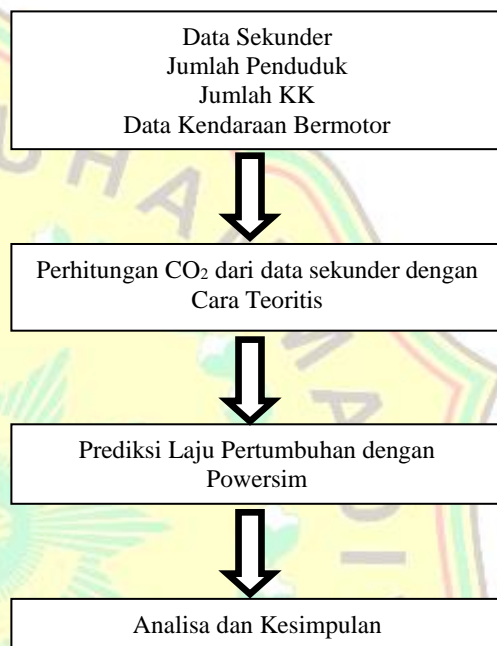 Data Sekunder
Jumlah Penduduk
Jumlah KK
Data Kendaraan Bermotor
UHAMMADI
Perhitungan CO₂ dari data sekunder dengan
Cara Teoritis
Prediksi Laju Pertumbuhan dengan
Powersim
Analisa dan Kesimpulan